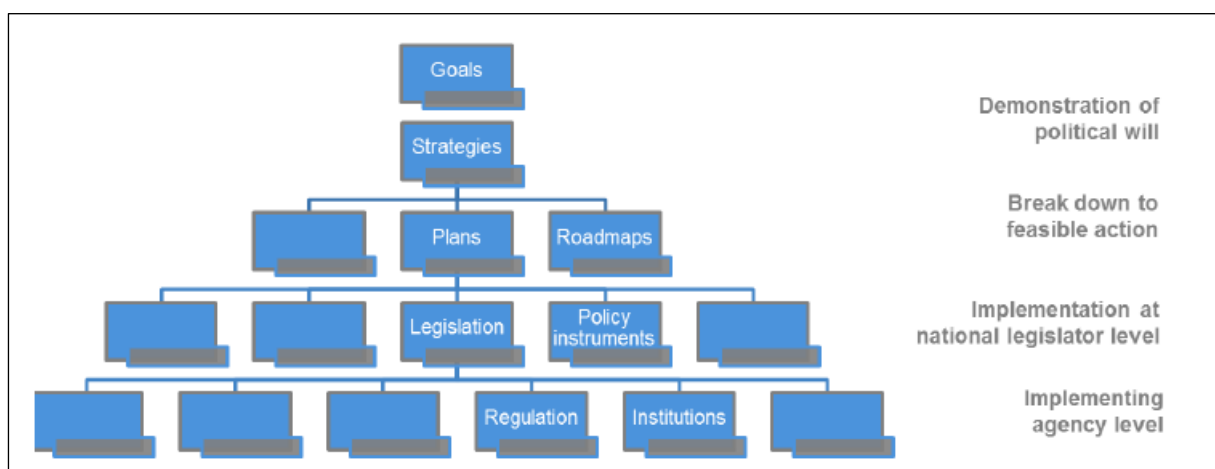 Goals
Demonstration of
political will
Strategies
Break down to
feasible action
Plans
Roadmaps
Implementation at
national legislator level
Legislation
Policy
instruments
Implementing
agency level
Regulation
Institutions